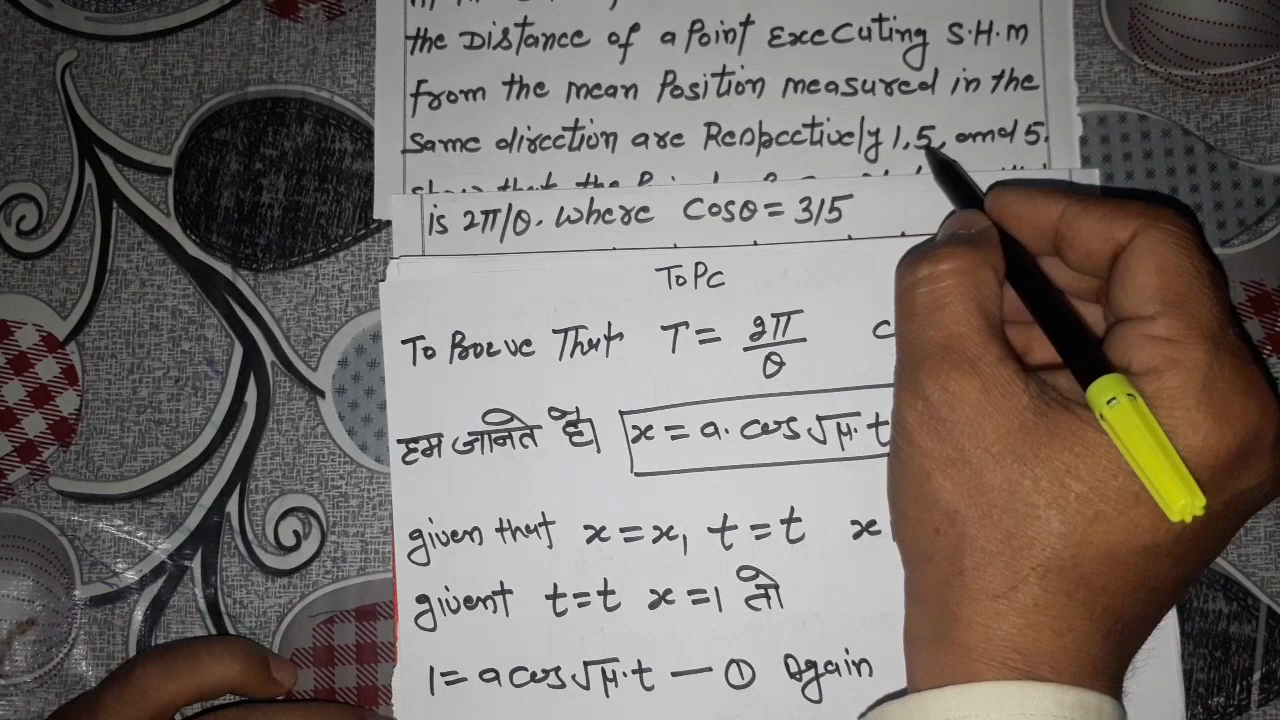 the Distance of a Point Executing S.H.m
from the mean Position measured in the
Same direction are Respectively 1,5, and 5.
is 2π/θ. where Cosθ = 3/5
ToPC
To Prove That T = 2π/θ C
हम जानते है। x = a. cos √μ. t
given that x = x, t = t x
givent t = t x = 1 तो
1 = a cos √μ. t — ① Again